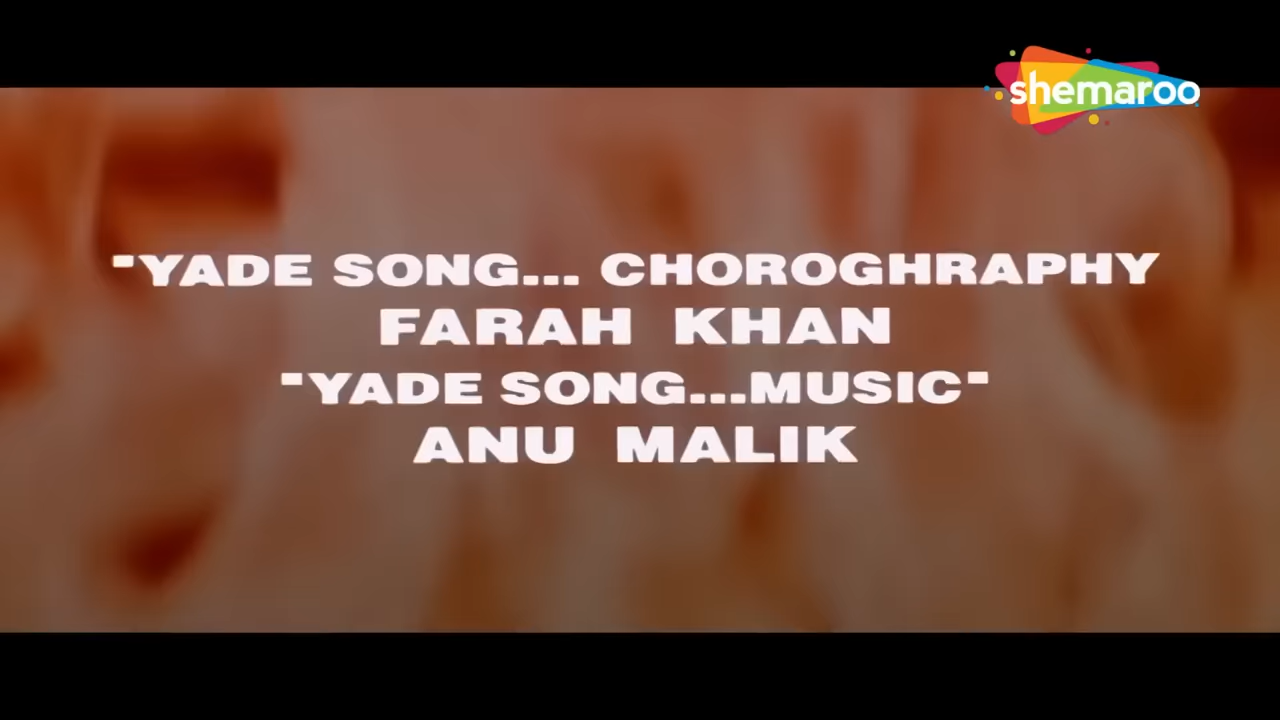 shemaroo
"YADE SONG... CHOROGHRAPHY
FARAH KHAN
"YADE SONG...MUSIC"
ANU MALIK